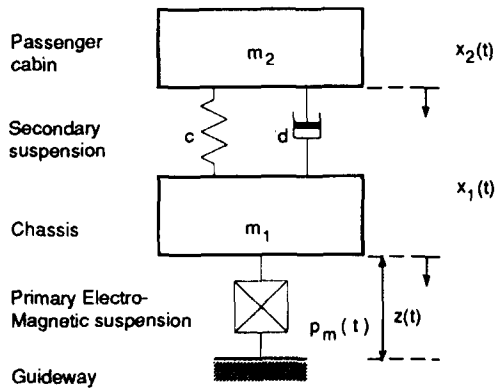 Passenger
cabin
m2
x2(t)
Secondary
suspension
c
d
x1(t)
Chassis
m1
Primary Electro-
Magnetic suspension
pm(t)
z(t)
Guideway